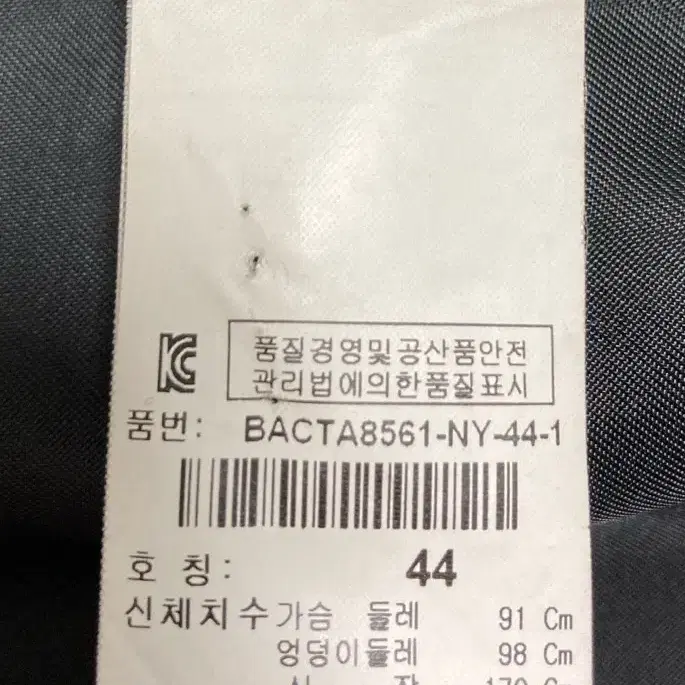 품질경영및공산품안전
관리법에의한품질표시
품번: BACTA8561-NY-44-1
호 칭: 44
신체치수 가슴 둘레 91 Cm
엉덩이둘레 98 Cm